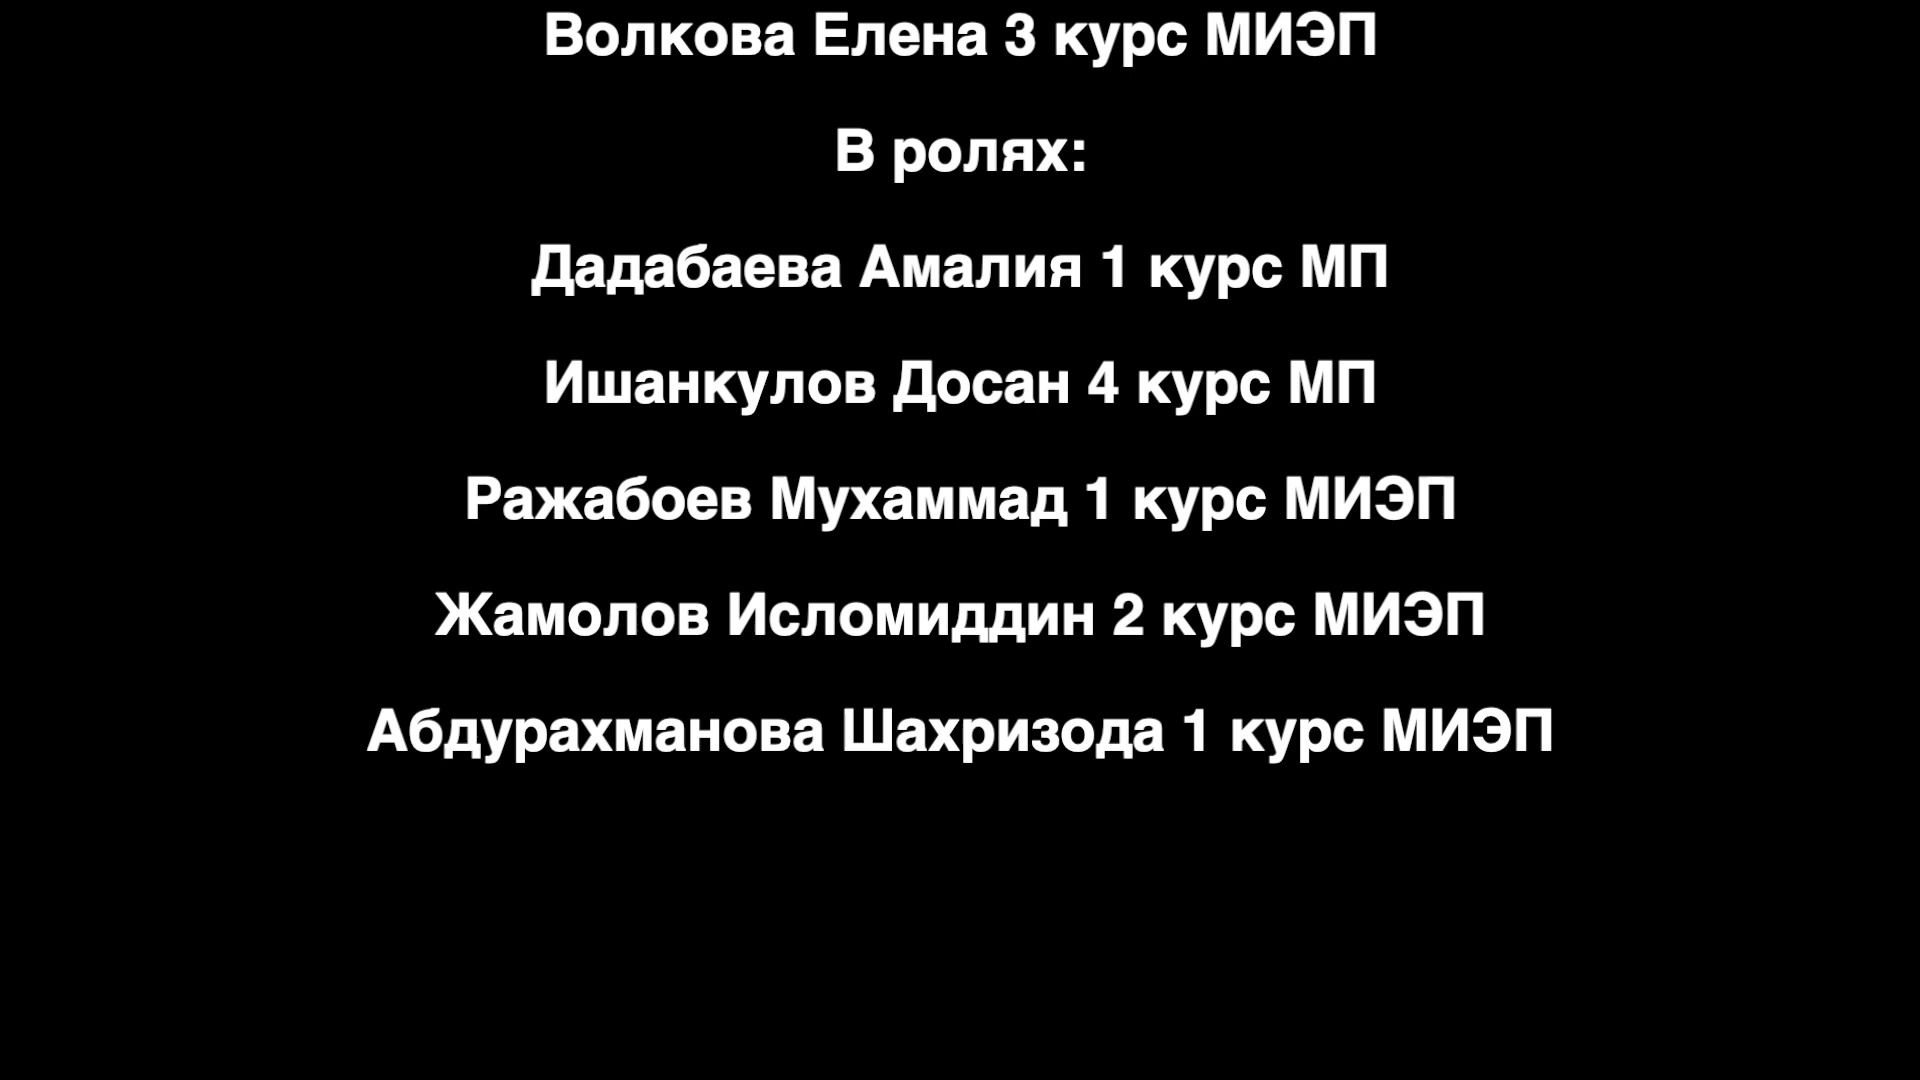 Волкова Елена 3 курс МИЭП
В ролях:
Дадабаева Амалия 1 курс МП
Ишанкулов Досан 4 курс МП
Ражабоев Мухаммад 1 курс МИЭП
Жамолов Исломиддин 2 курс МИЭП
Абдурахманова Шахризода 1 курс МИЭП